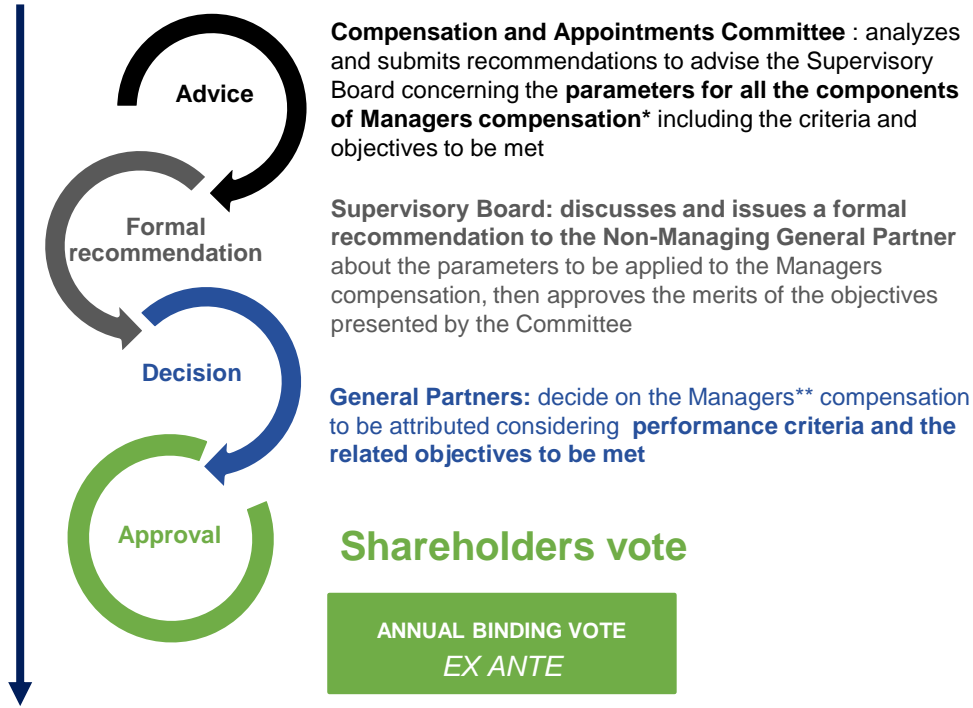 Advice
Compensation and Appointments Committee : analyzes
and submits recommendations to advise the Supervisory
Board concerning the parameters for all the components
of Managers compensation* including the criteria and
objectives to be met
Formal
recommendation
Supervisory Board: discusses and issues a formal
recommendation to the Non-Managing General Partner
about the parameters to be applied to the Managers
compensation, then approves the merits of the objectives
presented by the Committee
Decision
General Partners: decide on the Managers** compensation
to be attributed considering performance criteria and the
related objectives to be met
Approval
Shareholders vote
ANNUAL BINDING VOTE
EX ANTE